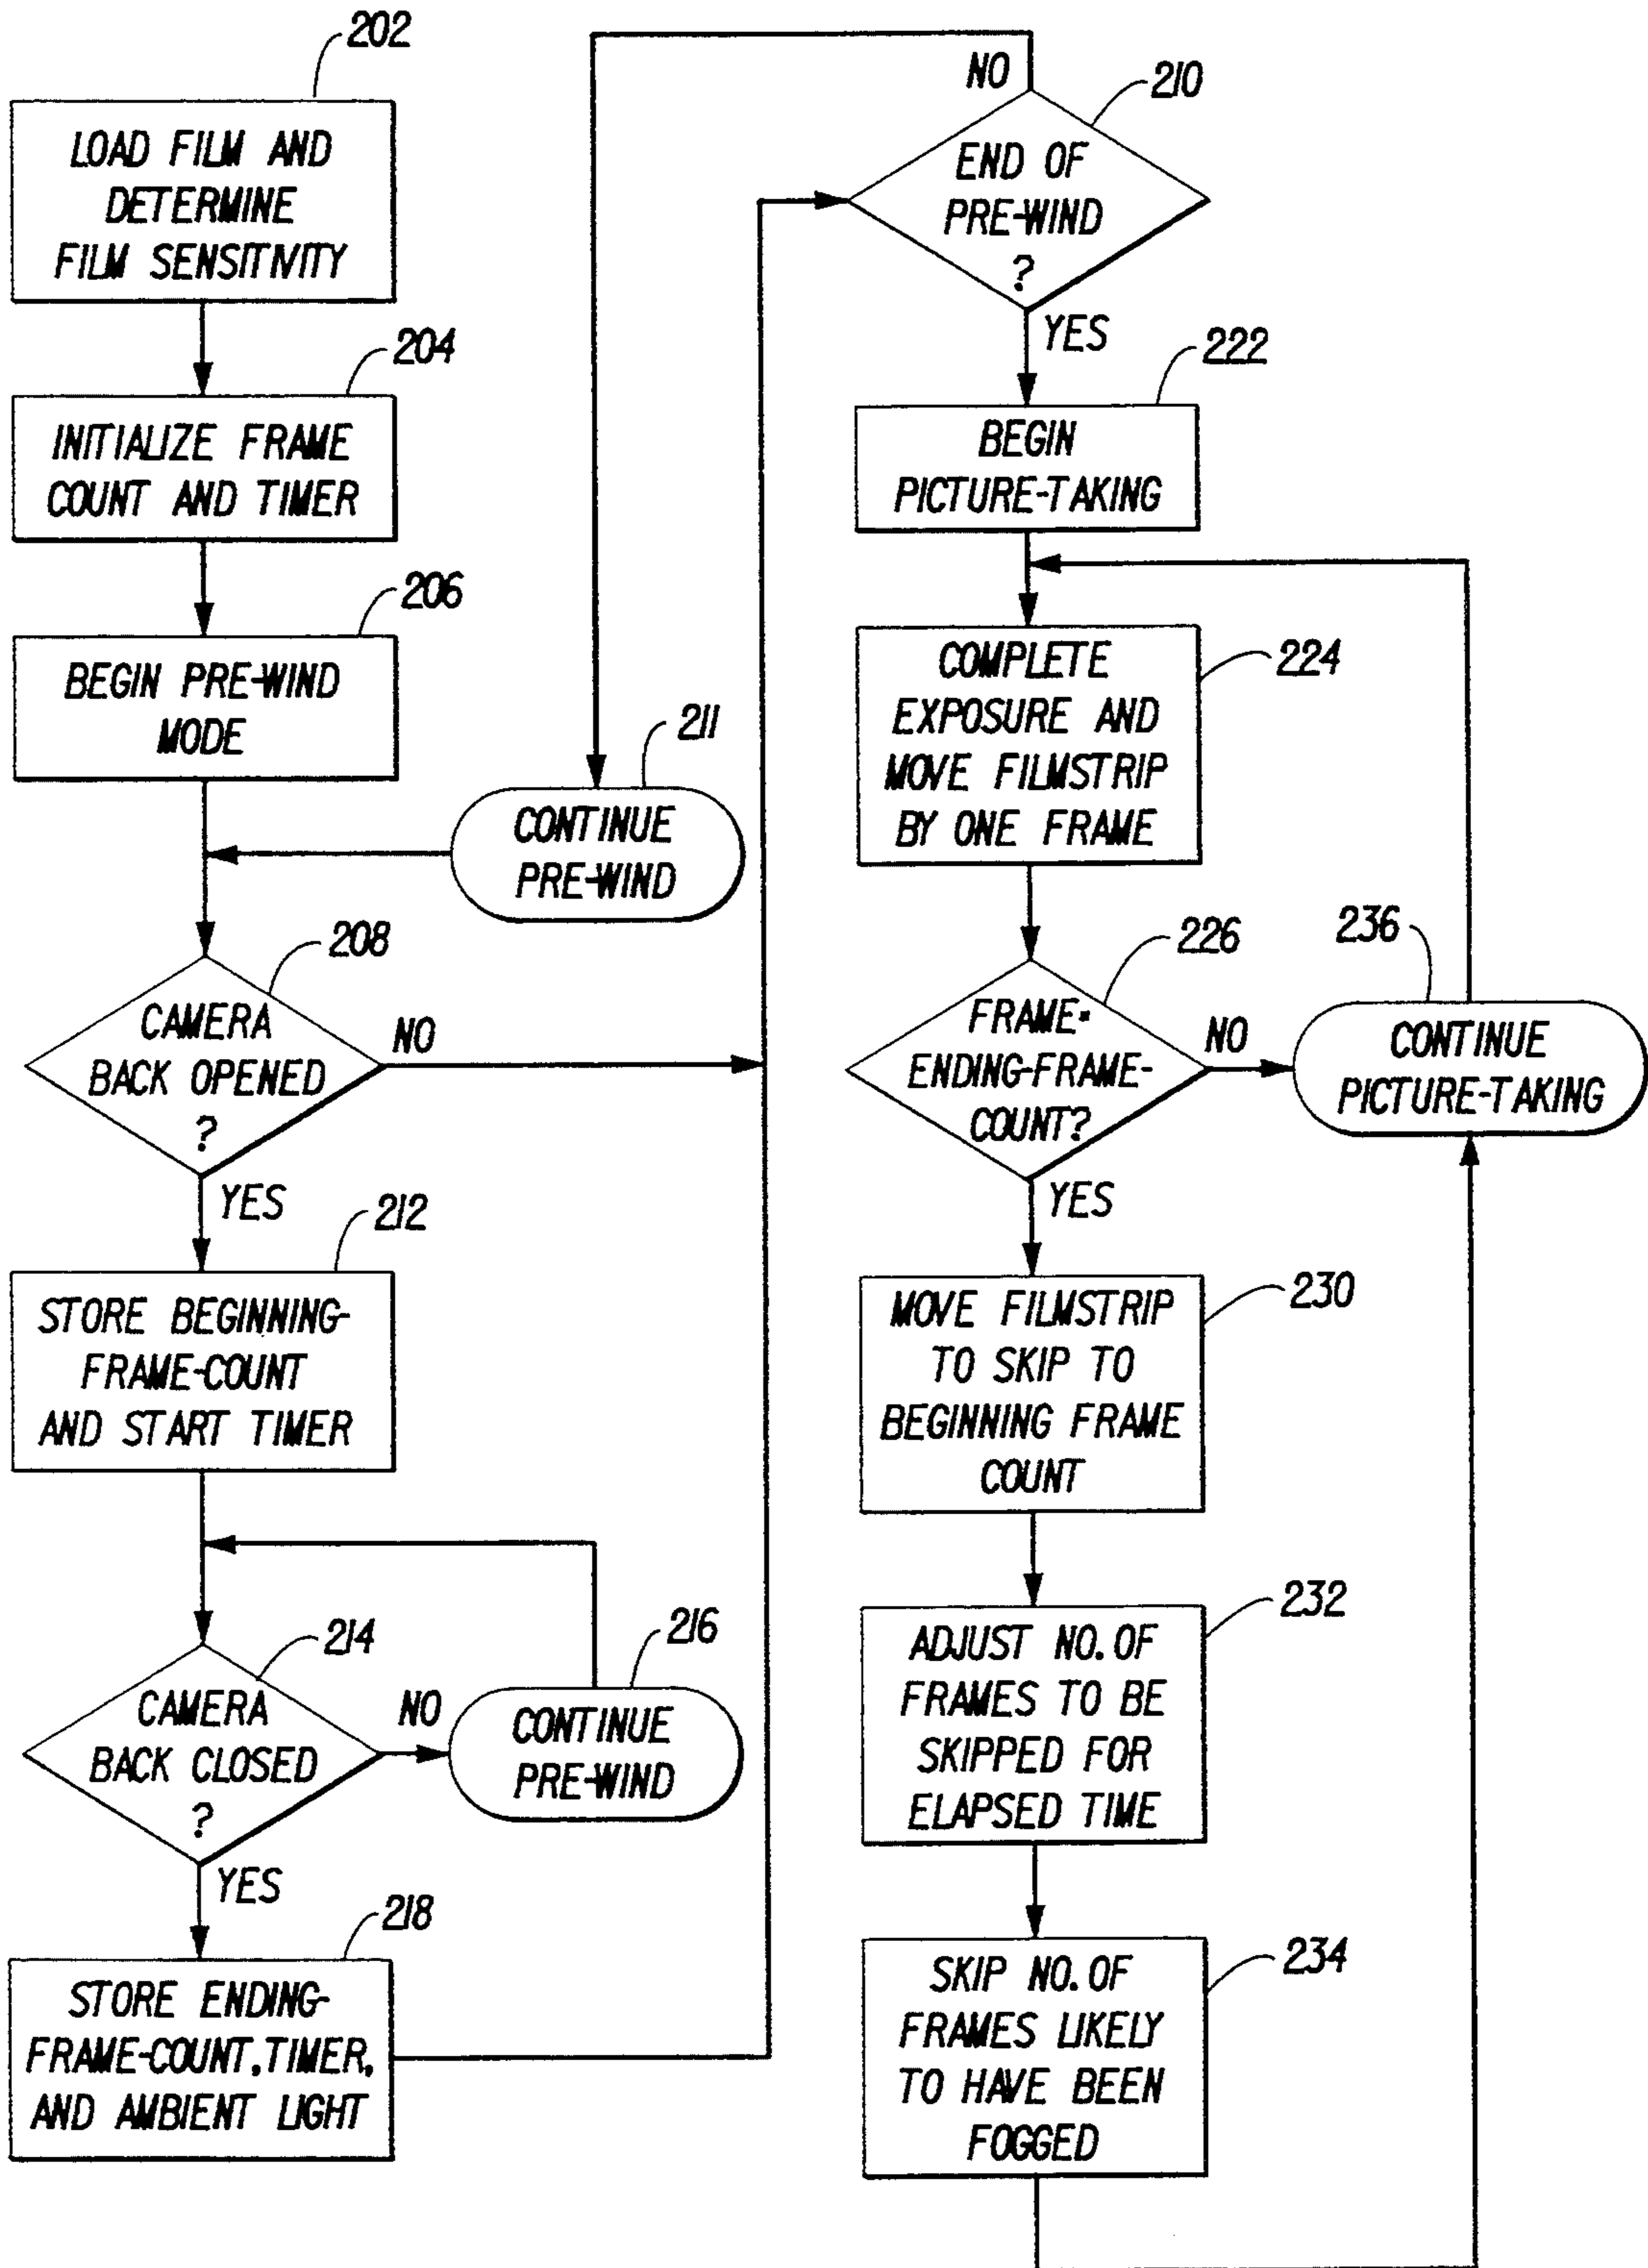 202
LOAD FILM AND
DETERMINE
FILM SENSITIVITY
204
INITIALIZE FRAME
COUNT AND TIMER
206
BEGIN PRE-WIND
MODE
211
CONTINUE
PRE-WIND
208
CAMERA
BACK OPENED
?
NO
YES
212
STORE BEGINNING-
FRAME-COUNT
AND START TIMER
214
CAMERA
BACK CLOSED
?
NO
216
CONTINUE
PRE-WIND
YES
218
STORE ENDING-
FRAME-COUNT, TIMER,
AND AMBIENT LIGHT
NO
210
END OF
PRE-WIND
?
YES
222
BEGIN
PICTURE-TAKING
224
COMPLETE
EXPOSURE AND
MOVE FILMSTRIP
BY ONE FRAME
226
FRAME=
ENDING-FRAME-
COUNT?
NO
236
CONTINUE
PICTURE-TAKING
YES
230
MOVE FILMSTRIP
TO SKIP TO
BEGINNING FRAME
COUNT
232
ADJUST NO. OF
FRAMES TO BE
SKIPPED FOR
ELAPSED TIME
234
SKIP NO. OF
FRAMES LIKELY
TO HAVE BEEN
FOGGED